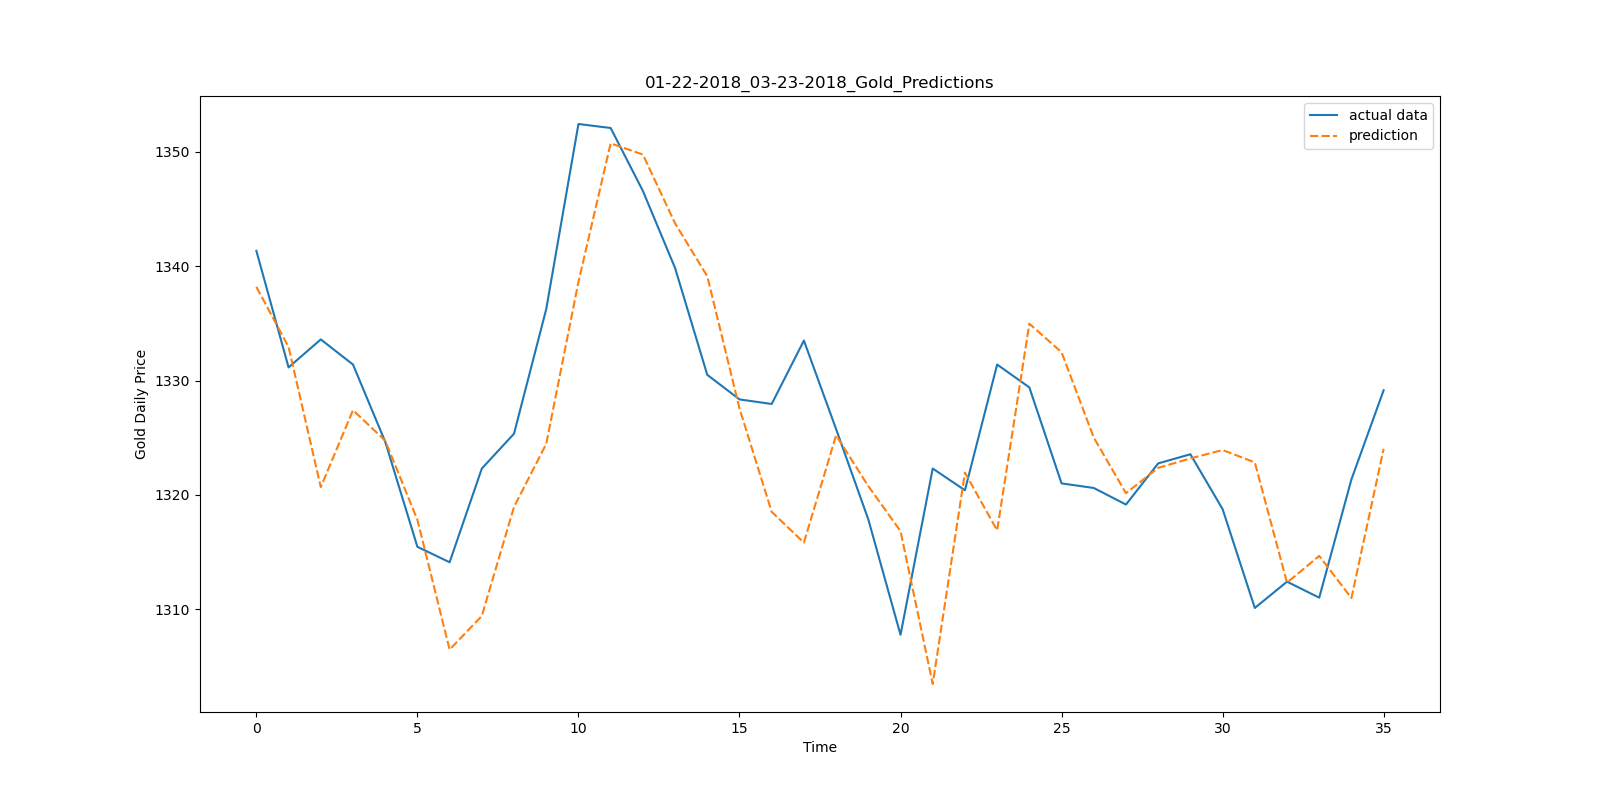 01-22-2018_03-23-2018_Gold_Predictions
actual data
prediction
1350
1340
1330
1320
1310
Gold Daily Price
0 5 10 15 20 25 30 35
Time